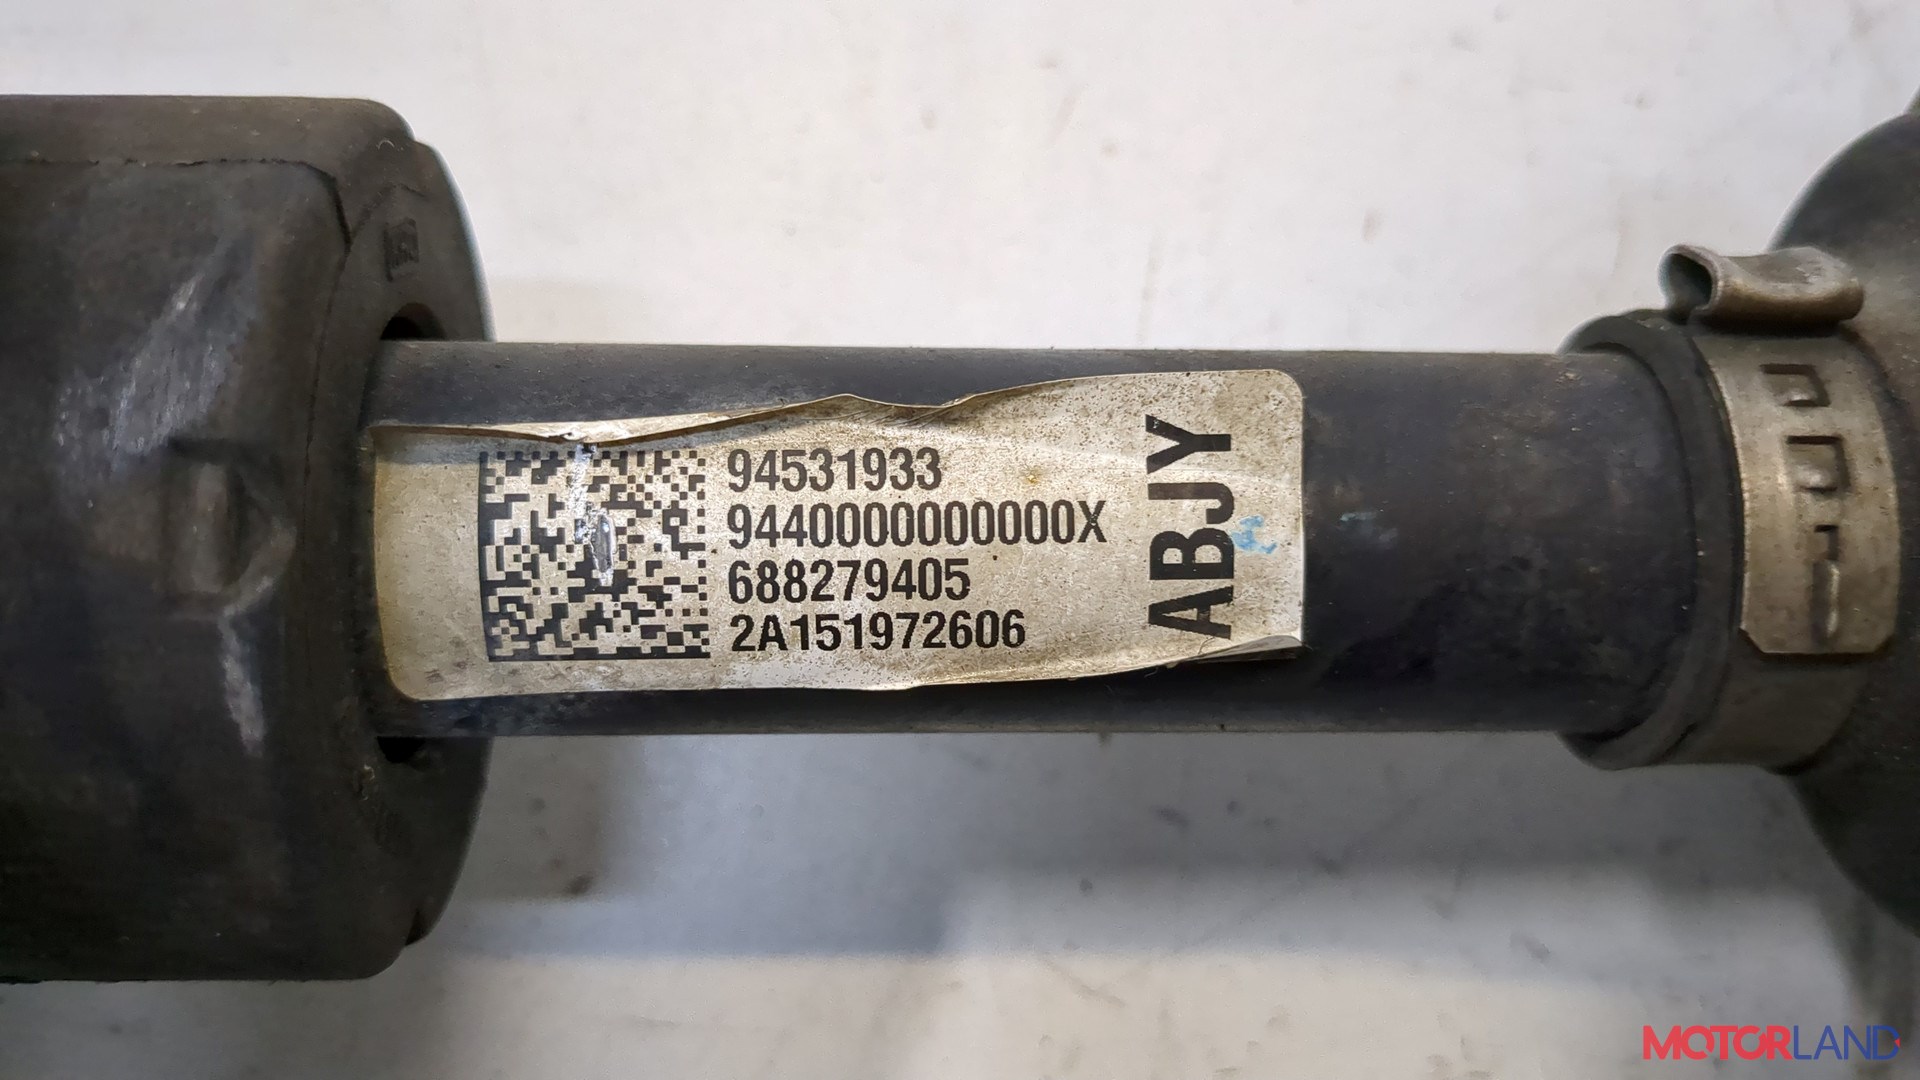 94531933
9440000000000X
688279405
2A151972606
ABJY
MOTORLAND